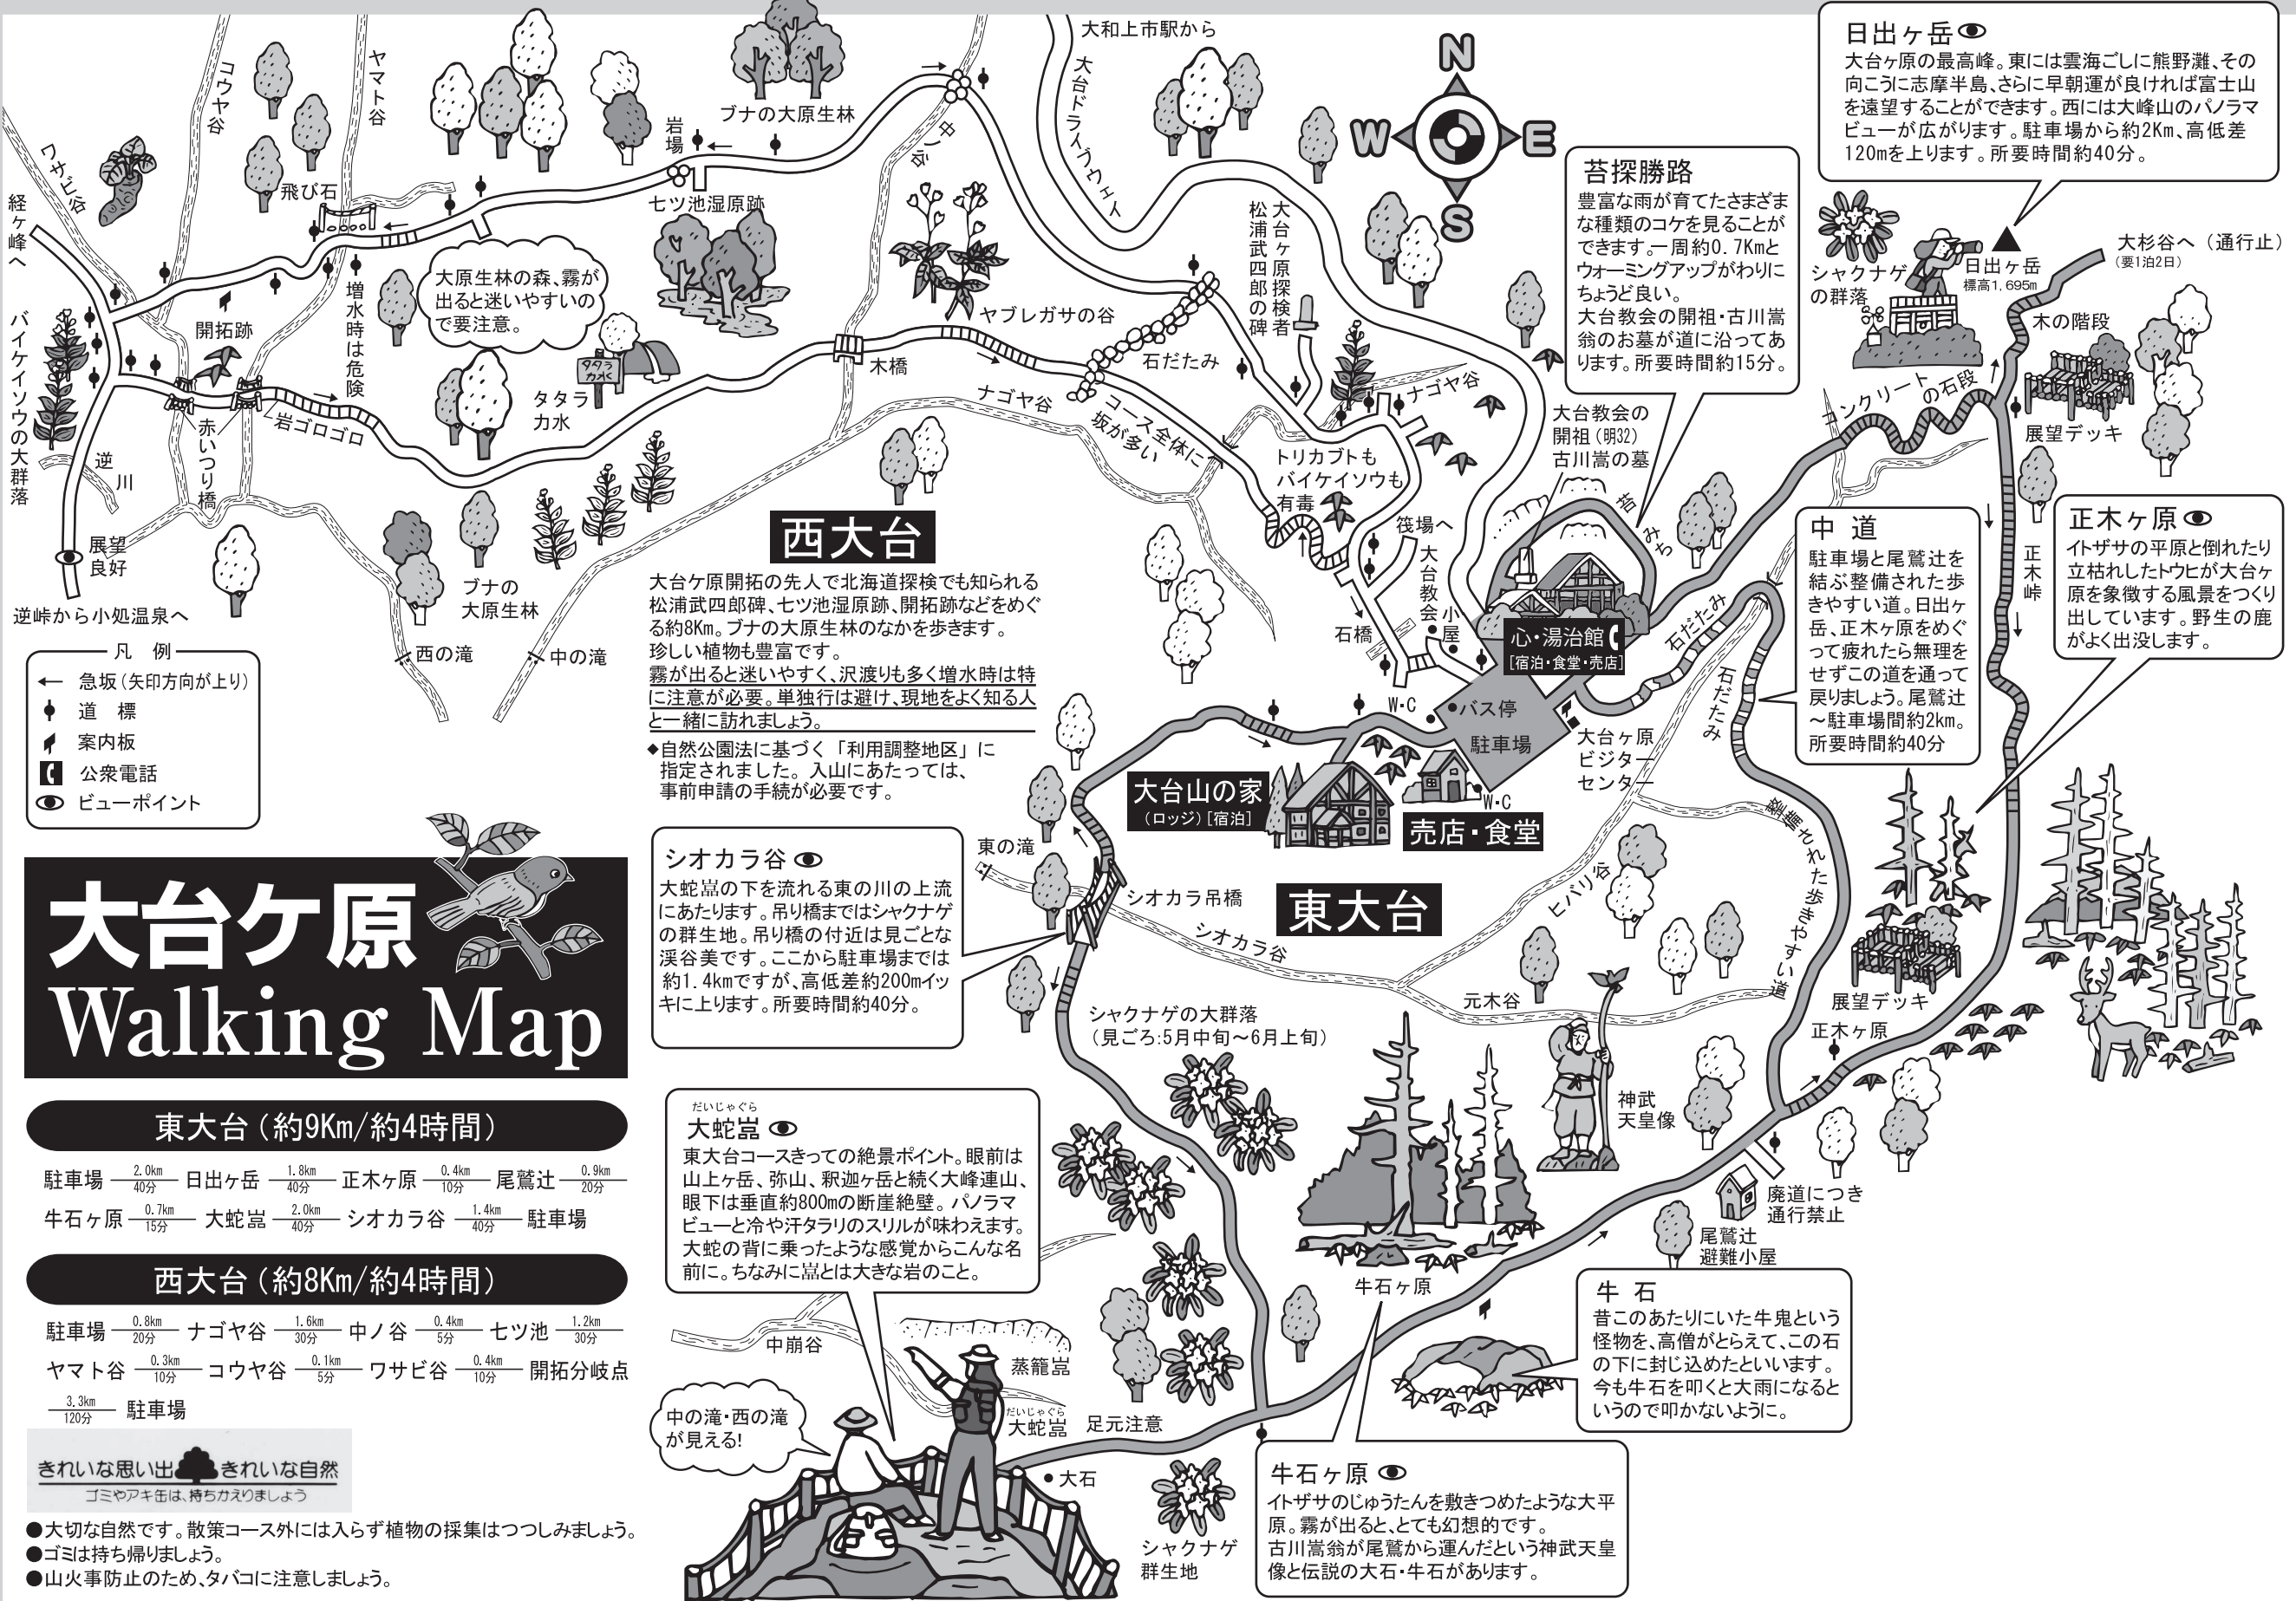 大和上市駅から
大台ドライブウェイ
コウヤ谷
ヤマト谷
ワサビ谷
経ヶ峰へ
飛び石
岩場
ブナの大原生林
中ノ谷
七ツ池湿原跡
大原生林の森、霧が
出ると迷いやすいの
で要注意。
開拓跡
増水時は危険
バイケイソウの大群落
逆川
赤いつり橋
岩ゴロゴロ
タタラ
力水
タタラ
力水
木橋
ヤブレガサの谷
石だたみ
ナゴヤ谷
コース全体に
坂が多い
大台ヶ原探検者
松浦武四郎の碑
ナゴヤ谷
トリカブトも
バイケイソウも
有毒
筏場へ
大台教会
小屋
石橋
展望
良好
逆峠から小処温泉へ
ブナの
大原生林
西の滝
中の滝
N
W
E
S
日出ヶ岳
大台ヶ原の最高峰。東には雲海ごしに熊野灘、その
向こうに志摩半島、さらに早朝運が良ければ富士山
を遠望することができます。西には大峰山のパノラマ
ビューが広がります。駐車場から約2Km、高低差
120mを上ります。所要時間約40分。
苔探勝路
豊富な雨が育てたさまざま
な種類のコケを見ることが
できます。一周約0.7Kmと
ウォーミングアップがわりに
ちょうど良い。
大台教会の開祖・古川嵩
翁のお墓が道に沿ってあ
ります。所要時間約15分。
シャクナゲ
の群落
日出ヶ岳
標高1,695m
大杉谷へ（通行止）
（要1泊2日）
木の階段
展望デッキ
コンクリートの石段
大台教会の
開祖（明32）
古川嵩の墓
苔みち
正木峠
中 道
駐車場と尾鷲辻を
結ぶ整備された歩
きやすい道。日出ヶ
岳、正木ヶ原をめぐ
って疲れたら無理を
せずこの道を通って
戻りましょう。尾鷲辻
～駐車場間約2km。
所要時間約40分
正木ヶ原
イトザサの平原と倒れたり
立枯れしたトウヒが大台ヶ
原を象徴する風景をつくり
出しています。野生の鹿
がよく出没します。
心・湯治館
[宿泊・食堂・売店]
石だたみ
石だたみ
バス停
駐車場
W・C
W・C
大台ヶ原
ビジター
センター
大台山の家
（ロッジ）[宿泊]
売店・食堂
西大台
大台ケ原開拓の先人で北海道探検でも知られる
松浦武四郎碑、七ツ池湿原跡、開拓跡などをめぐ
る約8Km。ブナの大原生林のなかを歩きます。
珍しい植物も豊富です。
霧が出ると迷いやすく、沢渡りも多く増水時は特
に注意が必要。単独行は避け、現地をよく知る人
と一緒に訪れましょう。
◆自然公園法に基づく「利用調整地区」に
指定されました。入山にあたっては、
事前申請の手続が必要です。
凡 例
急坂（矢印方向が上り）
道 標
案内板
公衆電話
ビューポイント
大台ケ原
Walking Map
シオカラ谷
大蛇嵓の下を流れる東の川の上流
にあたります。吊り橋まではシャクナゲ
の群生地。吊り橋の付近は見ごとな
渓谷美です。ここから駐車場までは
約1.4kmですが、高低差約200mイッ
キに上ります。所要時間約40分。
東の滝
シオカラ吊橋
シオカラ谷
東大台
ヒバリ谷
元木谷
整備された歩きやすい道
展望デッキ
正木ヶ原
シャクナゲの大群落
（見ごろ:5月中旬～6月上旬）
神武
天皇像
廃道につき
通行禁止
尾鷲辻
避難小屋
牛石ヶ原
牛 石
昔このあたりにいた牛鬼という
怪物を、高僧がとらえて、この石
の下に封じ込めたといいます。
今も牛石を叩くと大雨になると
いうので叩かないように。
牛石ヶ原
イトザサのじゅうたんを敷きつめたような大平
原。霧が出ると、とても幻想的です。
古川嵩翁が尾鷲から運んだという神武天皇
像と伝説の大石・牛石があります。
だいじゃぐら
大蛇嵓
東大台コースきっての絶景ポイント。眼前は
山上ヶ岳、弥山、釈迦ヶ岳と続く大峰連山、
眼下は垂直約800mの断崖絶壁。パノラマ
ビューと冷や汗タラリのスリルが味わえます。
大蛇の背に乗ったような感覚からこんな名
前に。ちなみに嵓とは大きな岩のこと。
中崩谷
蒸籠嵓
だいじゃぐら
大蛇嵓
足元注意
大石
シャクナゲ
群生地
中の滝・西の滝
が見える!
東大台（約9Km/約4時間）
駐車場 2.0km 40分 日出ヶ岳 1.8km 40分 正木ヶ原 0.4km 10分 尾鷲辻 0.9km 20分
牛石ヶ原 0.7km 15分 大蛇嵓 2.0km 40分 シオカラ谷 1.4km 40分 駐車場
西大台（約8Km/約4時間）
駐車場 0.8km 20分 ナゴヤ谷 1.6km 30分 中ノ谷 0.4km 5分 七ツ池 1.2km 30分
ヤマト谷 0.3km 10分 コウヤ谷 0.1km 5分 ワサビ谷 0.4km 10分 開拓分岐点
3.3km 120分 駐車場
きれいな思い出 きれいな自然
ゴミやアキ缶は、持ちかえりましょう
●大切な自然です。散策コース外には入らず植物の採集はつつしみましょう。
●ゴミは持ち帰りましょう。
●山火事防止のため、タバコに注意しましょう。